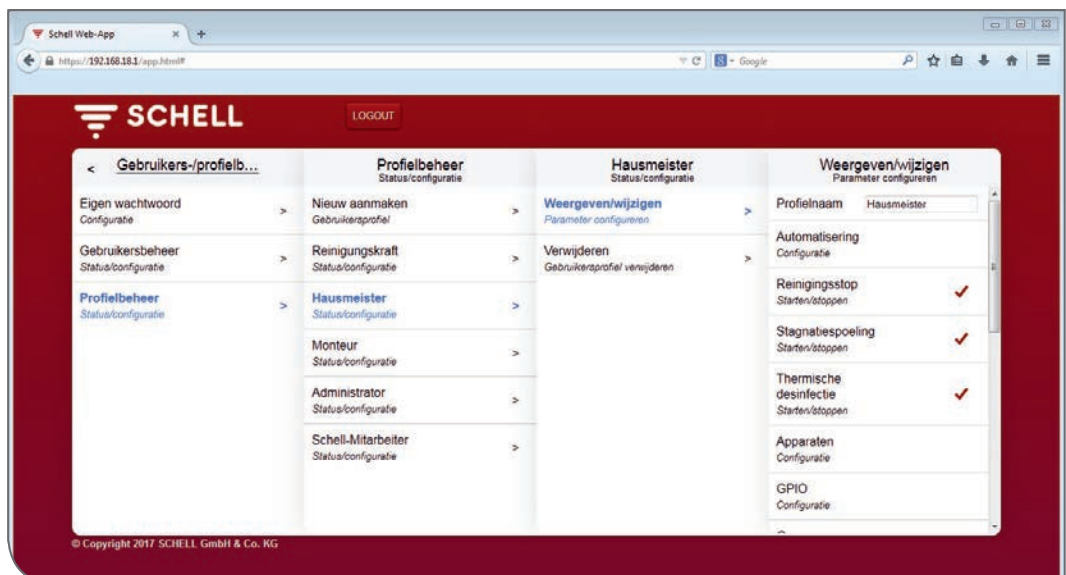 Schell Web-App
https://192.168.18.1/app.html#
Google
SCHELL
LOGOUT
< Gebruikers-/profielb...
Eigen wachtwoord >
Configuratie
Gebruikersbeheer >
Status/configuratie
Profielbeheer >
Status/configuratie
Profielbeheer
Status/configuratie
Nieuw aanmaken >
Gebruikersprofiel
Reinigungskraft >
Status/configuratie
Hausmeister >
Status/configuratie
Monteur >
Status/configuratie
Administrator >
Status/configuratie
Schell-Mitarbeiter >
Status/configuratie
Hausmeister
Status/configuratie
Weergeven/wijzigen >
Parameter configureren
Verwijderen >
Gebruikersprofiel verwijderen
Weergeven/wijzigen
Parameter configureren
Profielnaam Hausmeister
Automatisering
Configuratie
Reinigingsstop
Starten/stoppen
Stagnatiespoeling
Starten/stoppen
Thermische
desinfectie
Starten/stoppen
Apparaten
Configuratie
GPIO
Configuratie
© Copyright 2017 SCHELL GmbH & Co. KG